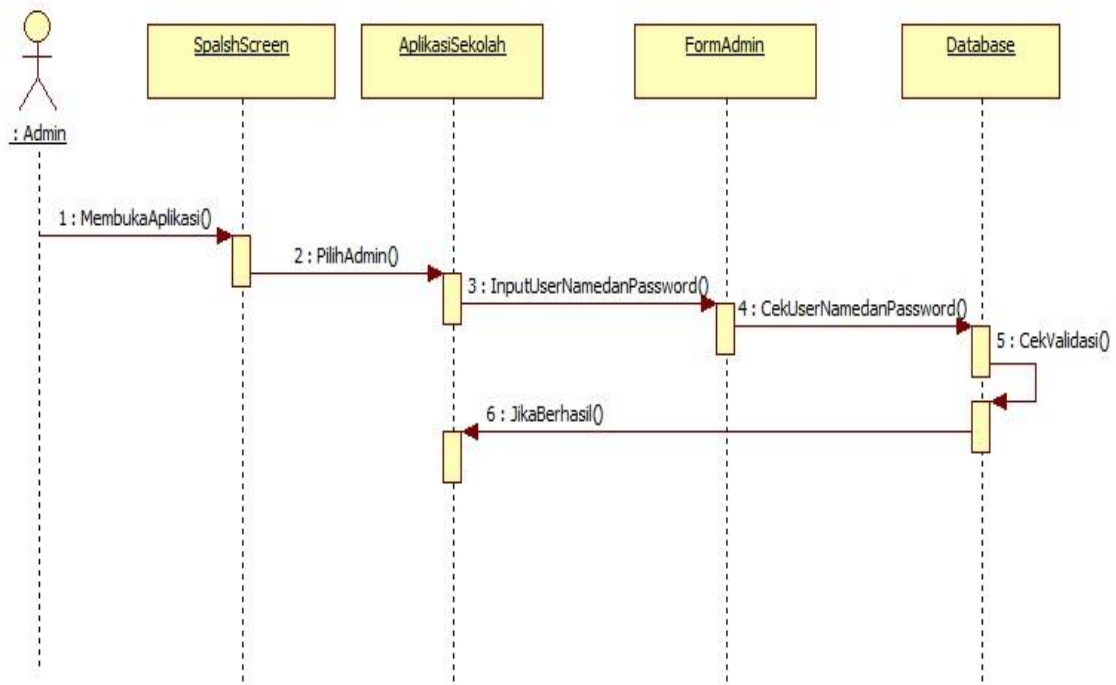 SpalshScreen
AplikasiSekolah
FormAdmin
Database
: Admin
1 : MembukaAplikasi()
2 : PilihAdmin()
3 : InputUserNamedanPassword()
4 : CekUserNamedanPassword()
5 : CekValidasi()
6 : JikaBerhasil()